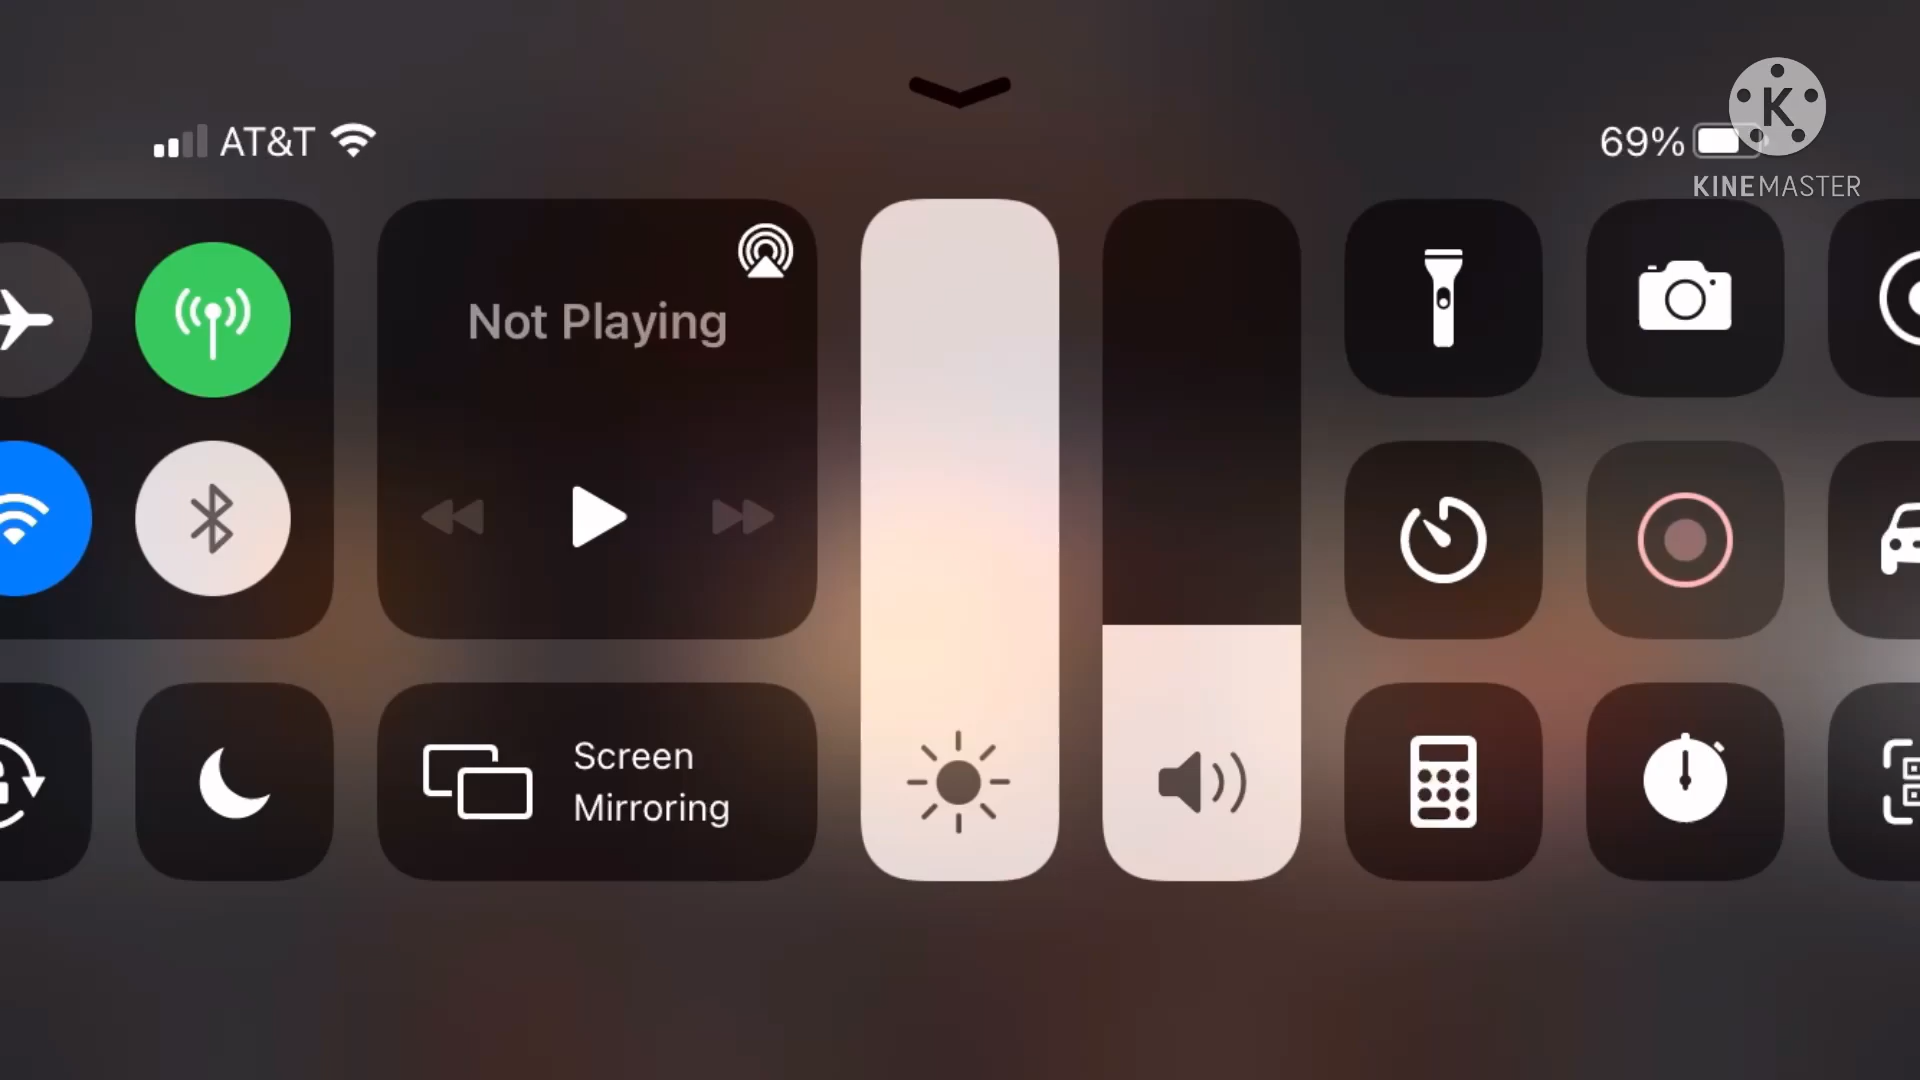 AT&T
69%
K
KINEMASTER
Not Playing
Screen
Mirroring